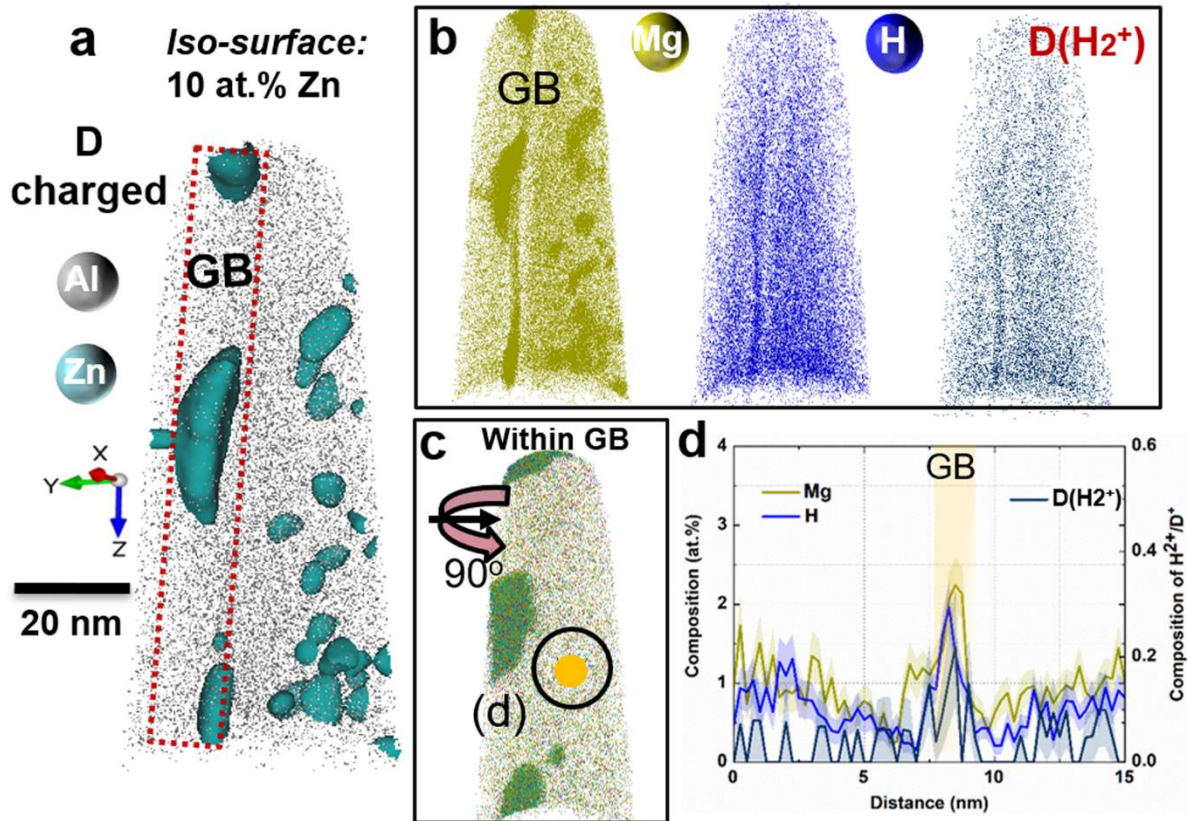 a
Iso-surface:
10 at.% Zn
D
charged
GB
Al
Zn
X
Y
Z
20 nm
b
GB
Mg
H
D(H2⁺)
c
Within GB
90º
(d)
d
GB
Mg
H
D(H2⁺)
4
3
2
1
0
Composition (at.%)
0.6
0.4
0.2
0.0
Composition of H²⁺/D⁺
0
5
10
15
Distance (nm)